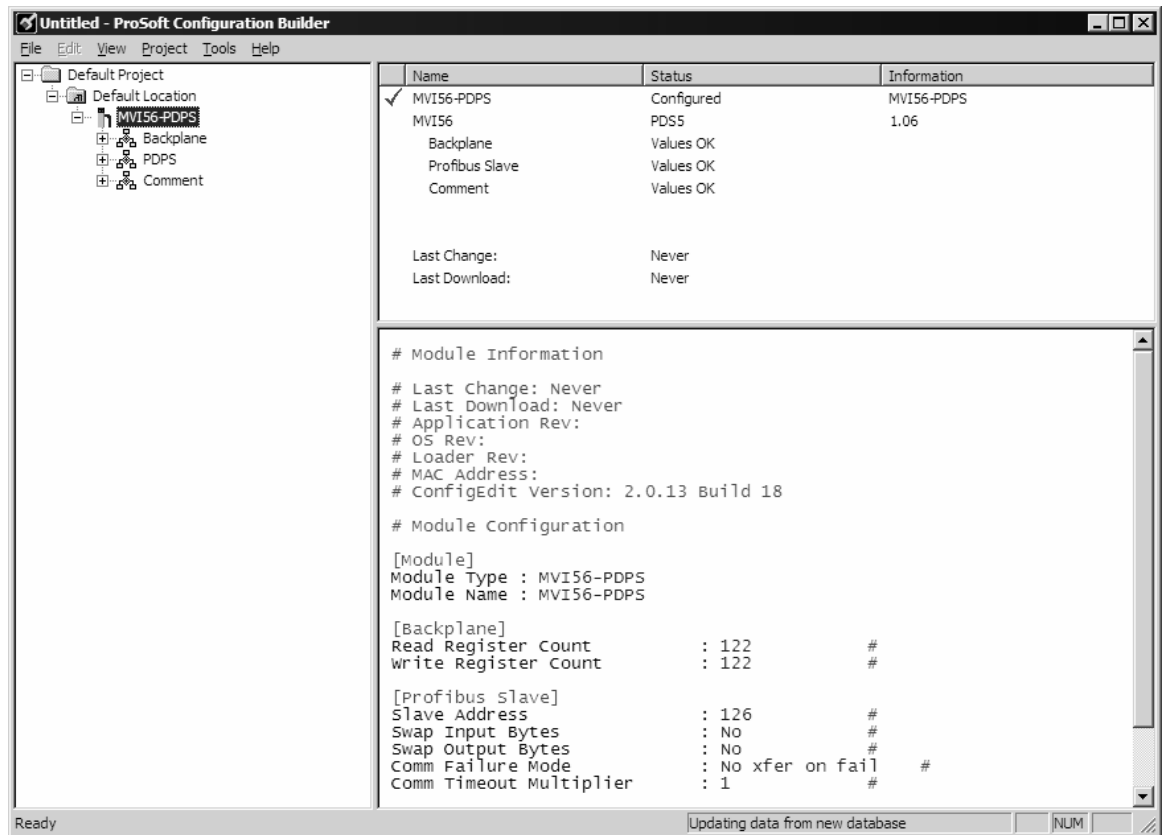 Untitled - ProSoft Configuration Builder
File Edit View Project Tools Help
Default Project
Default Location
MVI56-PDPS
Backplane
PDPS
Comment
Name Status Information
MVI56-PDPS Configured MVI56-PDPS
MVI56 PDS5 1.06
Backplane Values OK
Profibus Slave Values OK
Comment Values OK
Last Change: Never
Last Download: Never
# Module Information
# Last Change: Never
# Last Download: Never
# Application Rev:
# OS Rev:
# Loader Rev:
# MAC Address:
# ConfigEdit Version: 2.0.13 Build 18
# Module Configuration
[Module]
Module Type : MVI56-PDPS
Module Name : MVI56-PDPS
[Backplane]
Read Register Count : 122 #
Write Register Count : 122 #
[Profibus Slave]
Slave Address : 126 #
Swap Input Bytes : No #
Swap Output Bytes : No #
Comm Failure Mode : No xfer on fail #
Comm Timeout Multiplier : 1 #
Ready Updating data from new database NUM